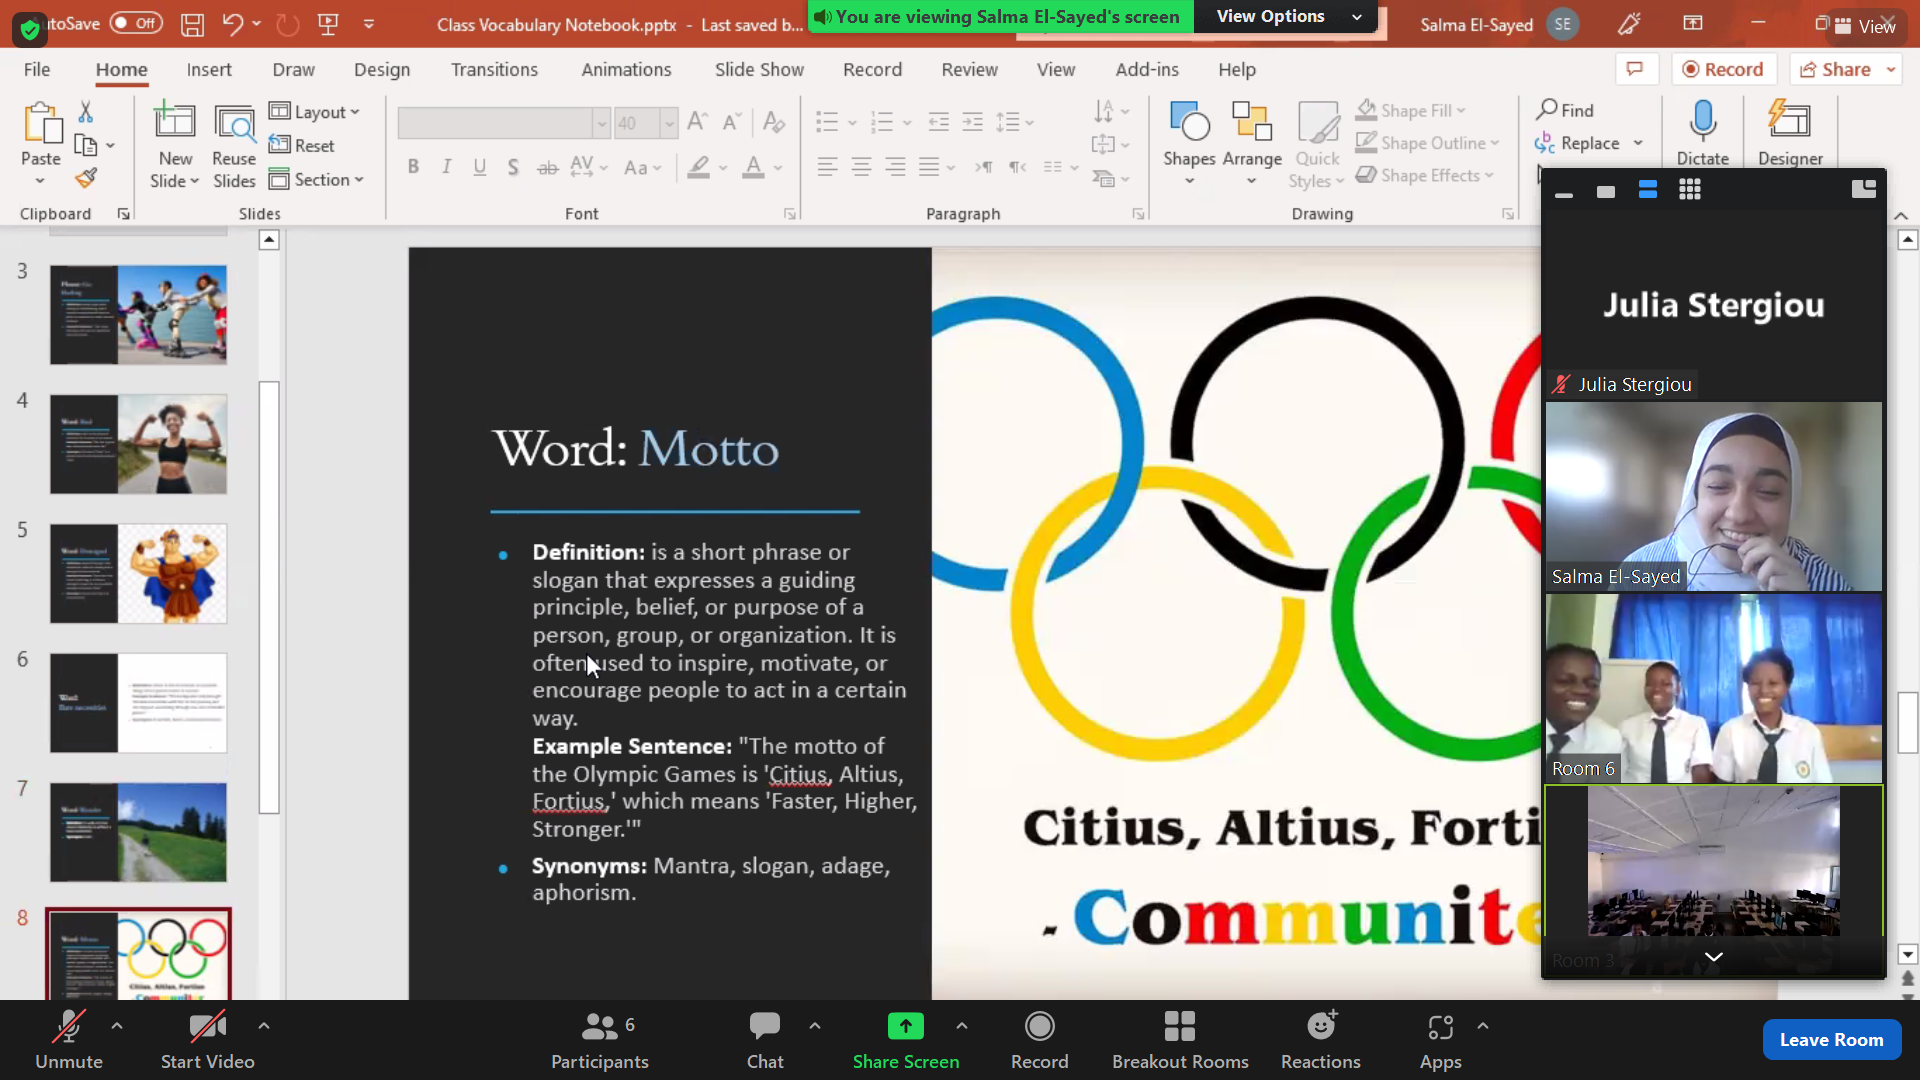 utoSave Off
Class Vocabulary Notebook.pptx - Last saved b...
You are viewing Salma El-Sayed's screen View Options
Salma El-Sayed SE
View
File Home Insert Draw Design Transitions Animations Slide Show Record Review View Add-ins Help
Record Share
Paste
New Slide
Reuse Slides
Layout
Reset
Section
40
B I U S ab AV Aa A
Shapes Arrange Quick Styles
Shape Fill
Shape Outline
Shape Effects
Find
Replace
Dictate Designer
Clipboard Slides Font Paragraph Drawing
3
4
5
6
7
8
Word: Motto
Definition: is a short phrase or
slogan that expresses a guiding
principle, belief, or purpose of a
person, group, or organization. It is
often used to inspire, motivate, or
encourage people to act in a certain
way.
Example Sentence: "The motto of
the Olympic Games is 'Citius, Altius,
Fortius,' which means 'Faster, Higher,
Stronger.'"
Synonyms: Mantra, slogan, adage,
aphorism.
Citius, Altius, Forti
- Communite
Julia Stergiou
Julia Stergiou
Salma El-Sayed
Room 6
Room 3
Unmute
Start Video
6
Participants
Chat
Share Screen
Record
Breakout Rooms
Reactions
Apps
Leave Room